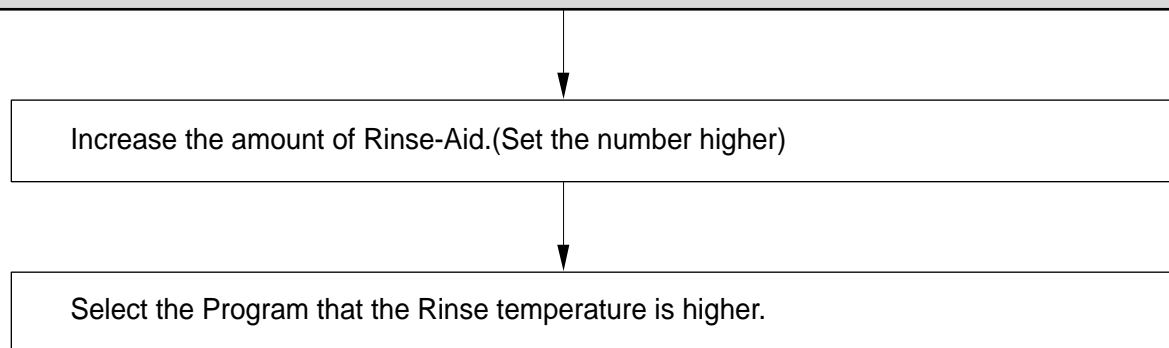 Increase the amount of Rinse-Aid.(Set the number higher)
Select the Program that the Rinse temperature is higher.